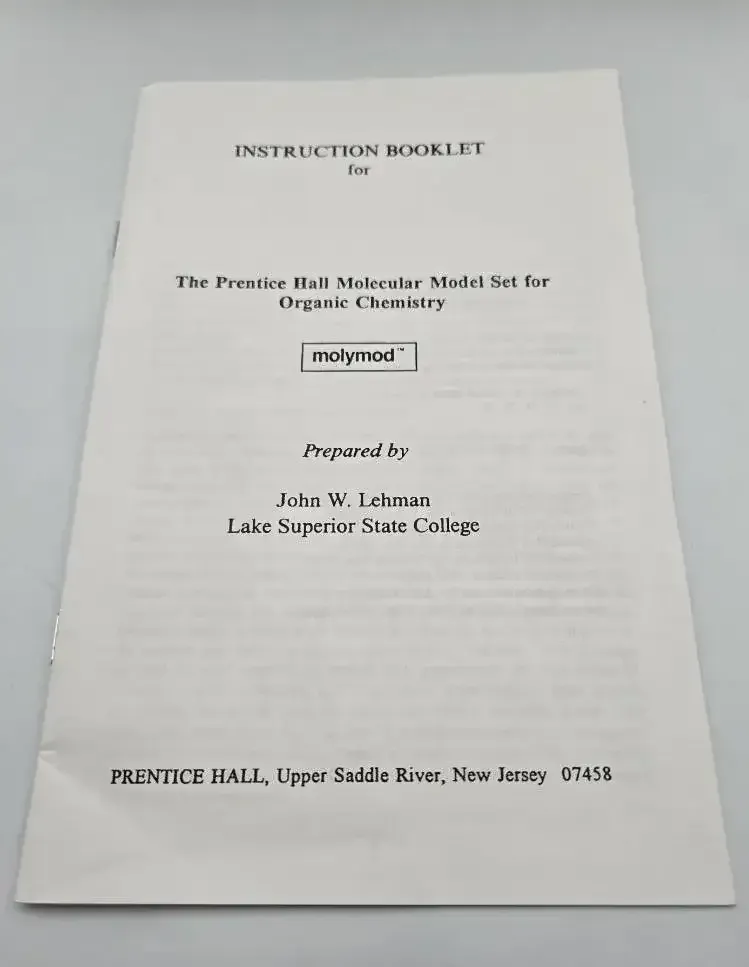 INSTRUCTION BOOKLET
for
The Prentice Hall Molecular Model Set for
Organic Chemistry
molymod™
Prepared by
John W. Lehman
Lake Superior State College
PRENTICE HALL, Upper Saddle River, New Jersey 07458